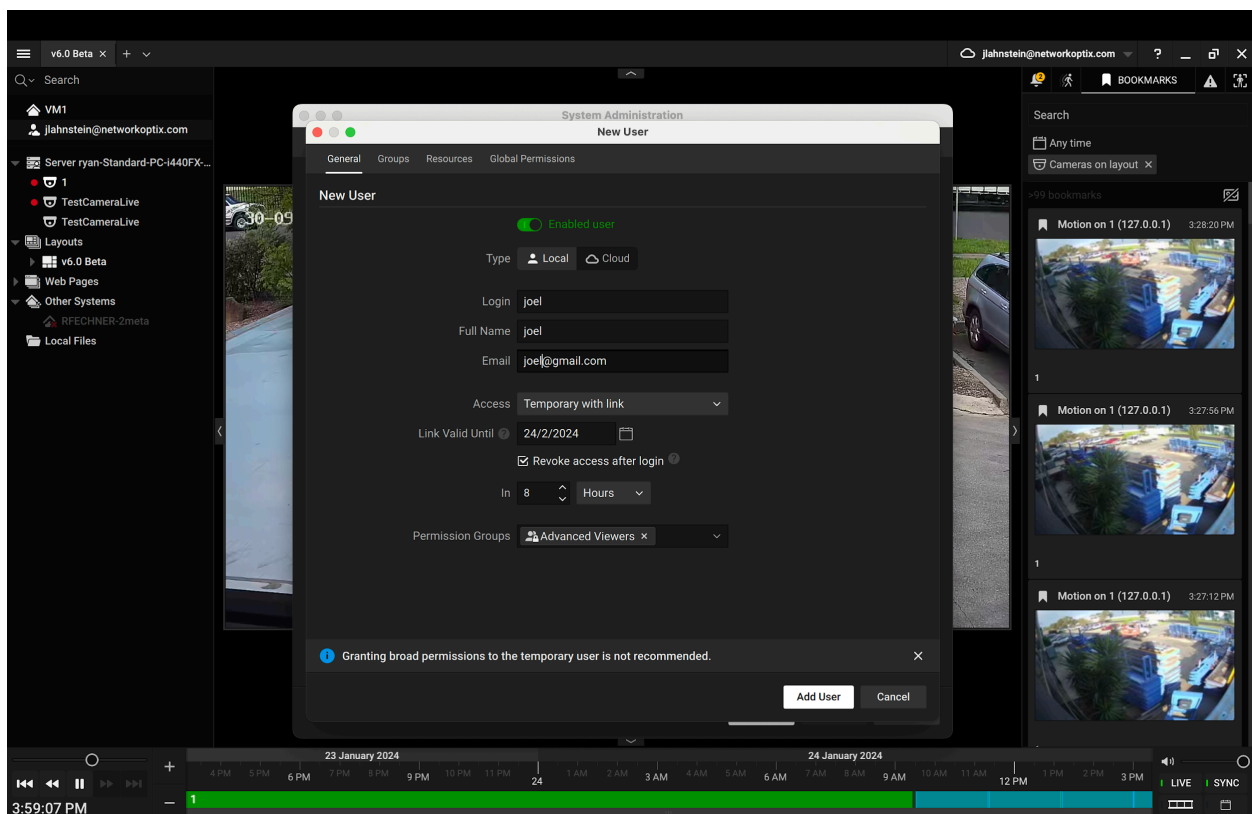 v6.0 Beta
jlahnstein@networkoptix.com
?
Search
VM1
jlahnstein@networkoptix.com
Server ryan-Standard-PC-i440FX-...
1
TestCameraLive
TestCameraLive
Layouts
v6.0 Beta
Web Pages
Other Systems
RFECHNER-2meta
Local Files
30-09
System Administration
New User
General Groups Resources Global Permissions
New User
Enabled user
Type Local Cloud
Login joel
Full Name joel
Email joel@gmail.com
Access Temporary with link
Link Valid Until ? 24/2/2024
Revoke access after login ?
In 8 Hours
Permission Groups Advanced Viewers
Granting broad permissions to the temporary user is not recommended.
Add User Cancel
2
BOOKMARKS
Search
Any time
Cameras on layout
>99 bookmarks
Motion on 1 (127.0.0.1) 3:28:20 PM
1
Motion on 1 (127.0.0.1) 3:27:56 PM
1
Motion on 1 (127.0.0.1) 3:27:12 PM
23 January 2024 24 January 2024
4 PM 5 PM 6 PM 7 PM 8 PM 9 PM 10 PM 11 PM 24 1 AM 2 AM 3 AM 4 AM 5 AM 6 AM 7 AM 8 AM 9 AM 10 AM 11 AM 12 PM 1 PM 2 PM 3 PM
1
3:59:07 PM
LIVE SYNC